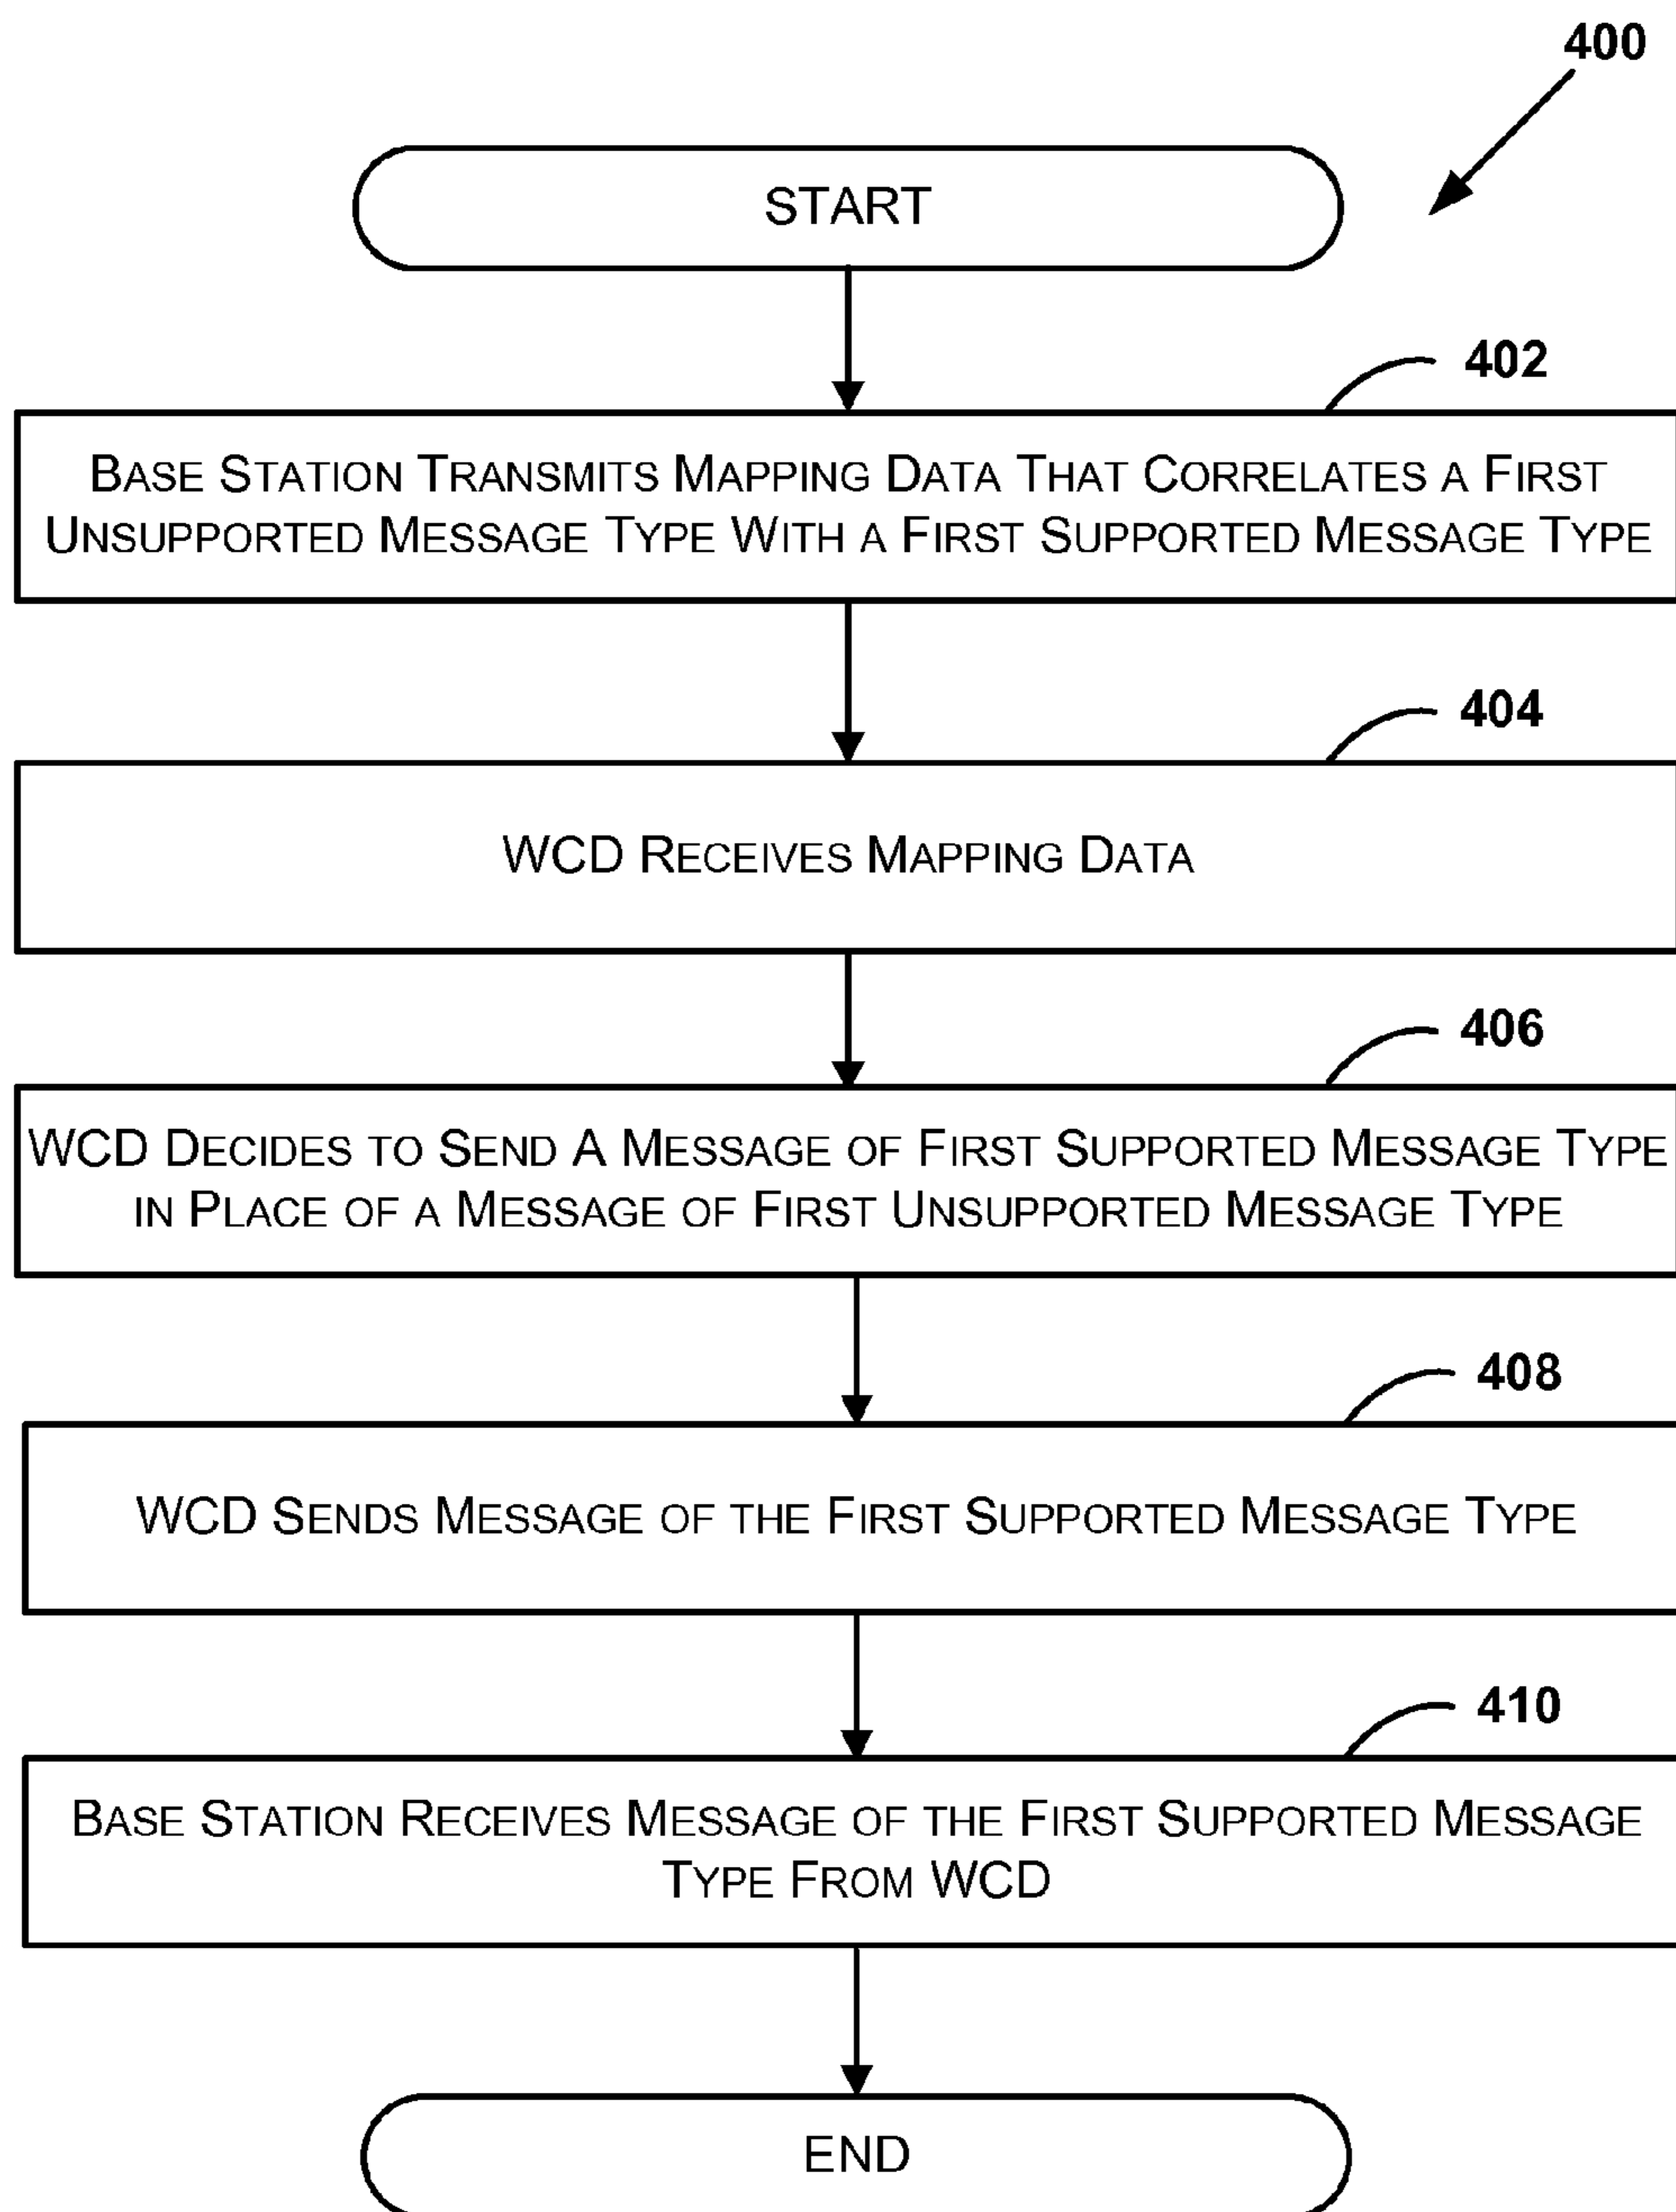 400
START
402
BASE STATION TRANSMITS MAPPING DATA THAT CORRELATES A FIRST
UNSUPPORTED MESSAGE TYPE WITH A FIRST SUPPORTED MESSAGE TYPE
404
WCD RECEIVES MAPPING DATA
406
WCD DECIDES TO SEND A MESSAGE OF FIRST SUPPORTED MESSAGE TYPE
IN PLACE OF A MESSAGE OF FIRST UNSUPPORTED MESSAGE TYPE
408
WCD SENDS MESSAGE OF THE FIRST SUPPORTED MESSAGE TYPE
410
BASE STATION RECEIVES MESSAGE OF THE FIRST SUPPORTED MESSAGE
TYPE FROM WCD
END